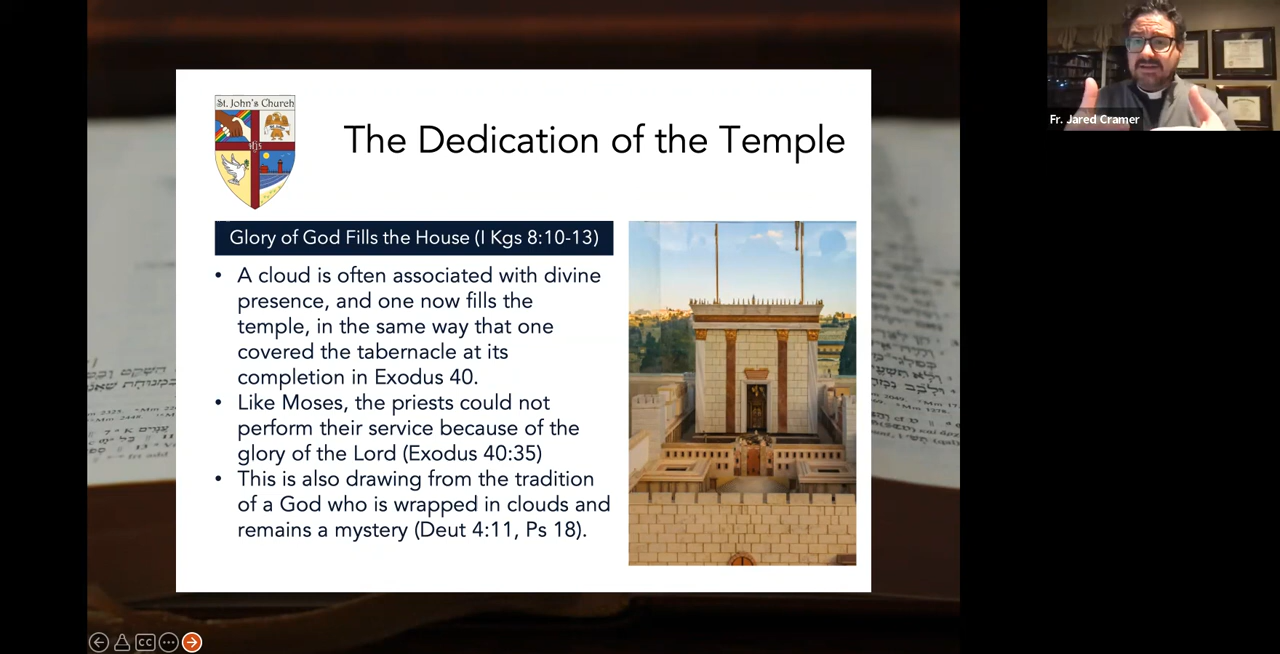 St. John's Church
The Dedication of the Temple
Glory of God Fills the House (I Kgs 8:10-13)
• A cloud is often associated with divine
presence, and one now fills the
temple, in the same way that one
covered the tabernacle at its
completion in Exodus 40.
• Like Moses, the priests could not
perform their service because of the
glory of the Lord (Exodus 40:35)
• This is also drawing from the tradition
of a God who is wrapped in clouds and
remains a mystery (Deut 4:11, Ps 18).
Fr. Jared Cramer
CC